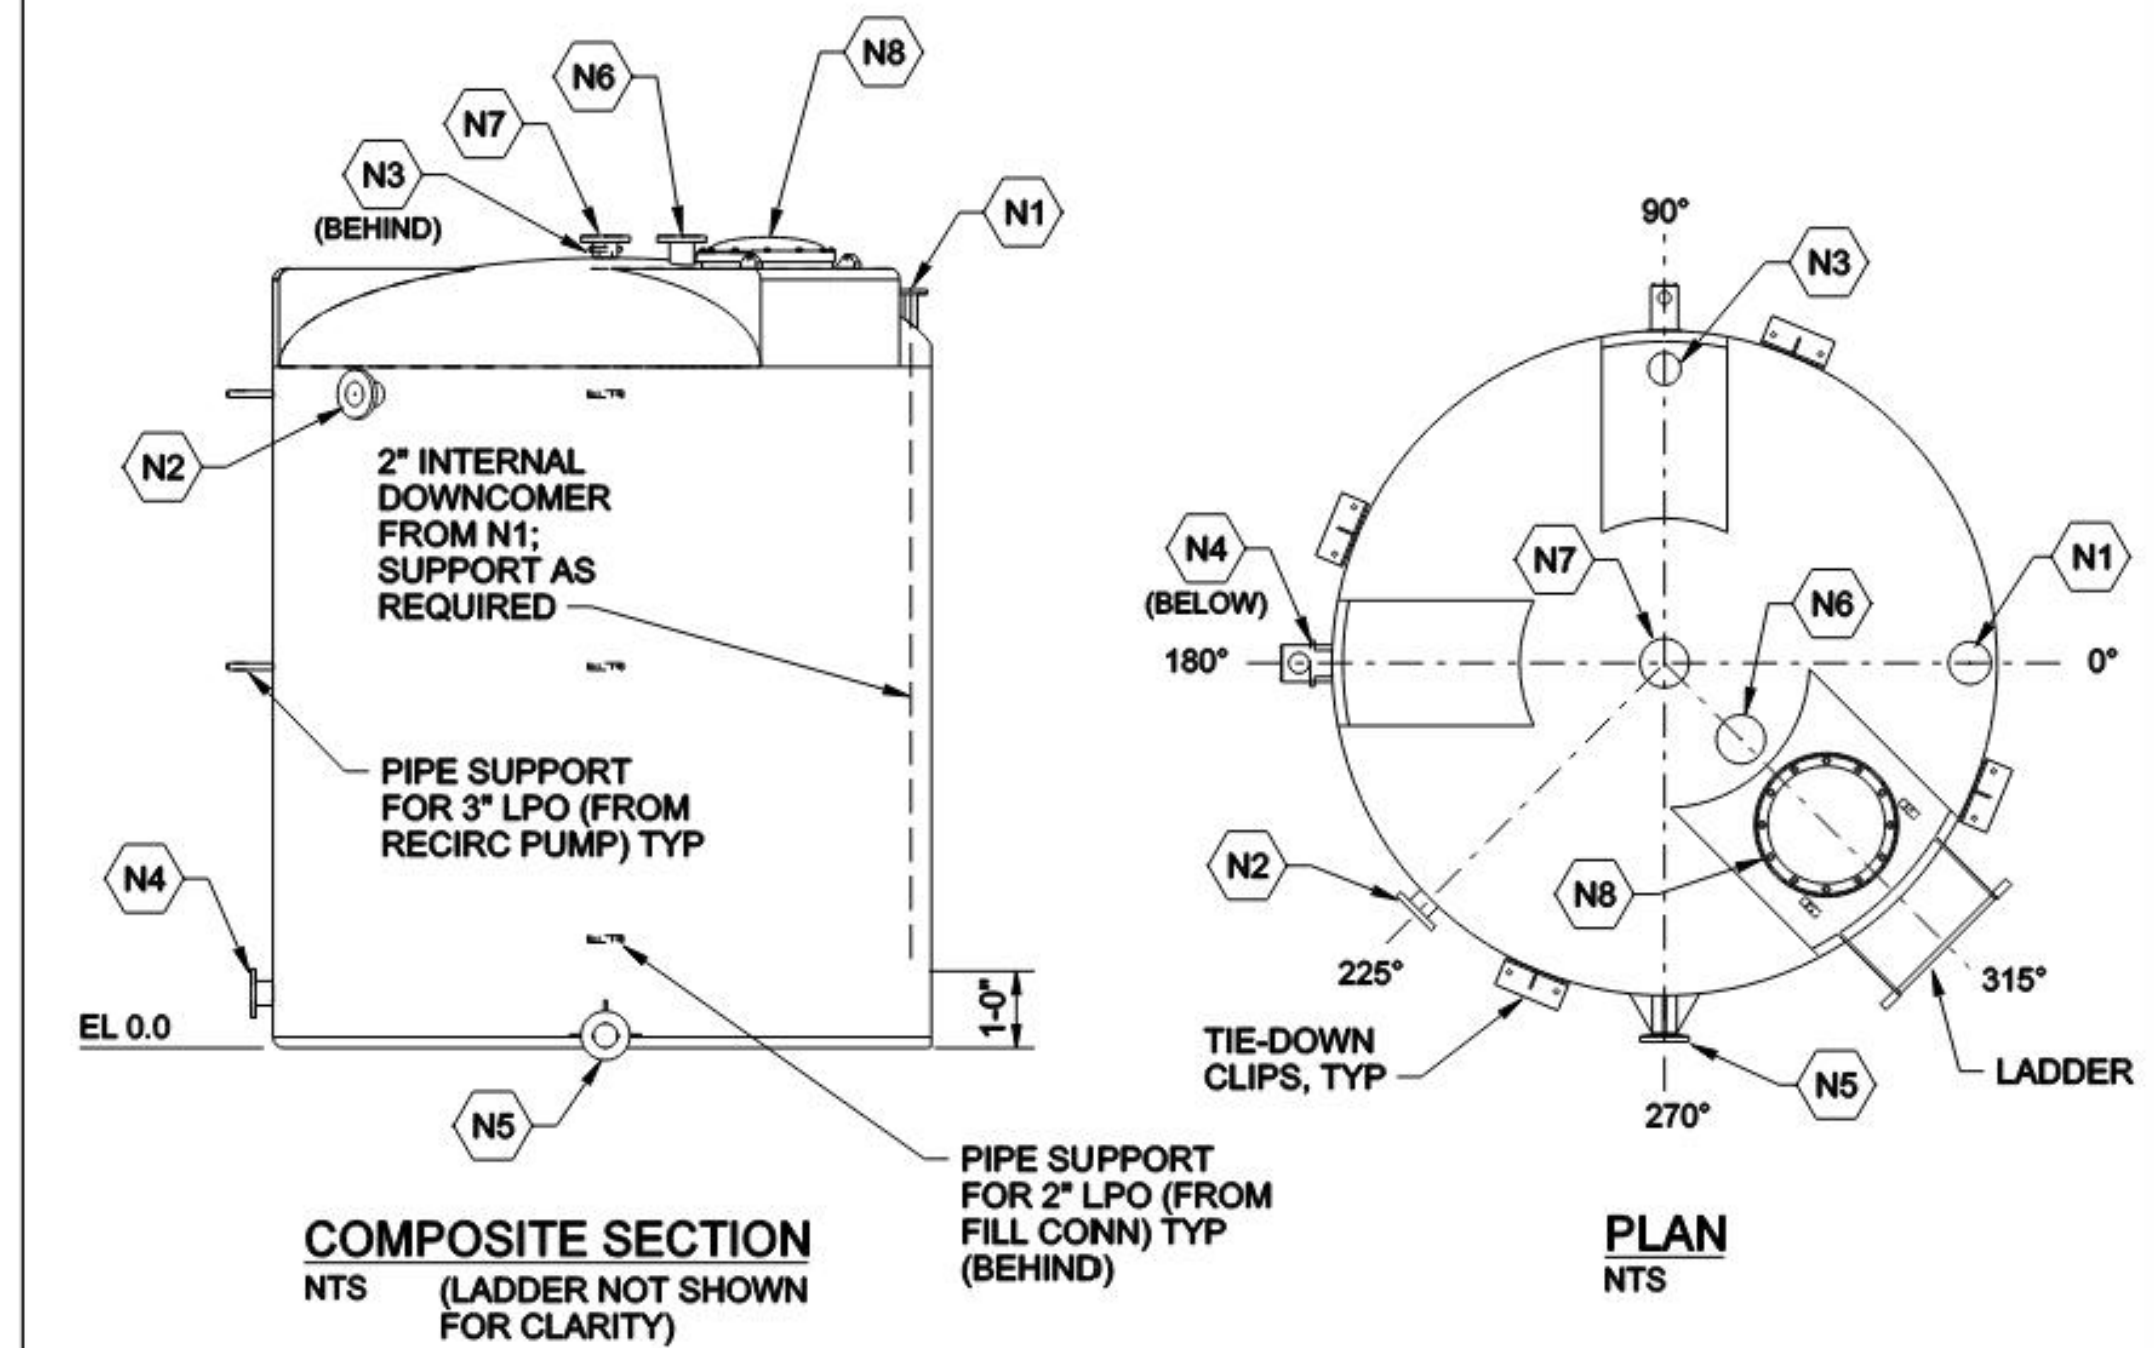 N8
N6
N7
N3
(BEHIND)
N1
N2
2" INTERNAL
DOWNCOMER
FROM N1;
SUPPORT AS
REQUIRED
PIPE SUPPORT
FOR 3" LPO (FROM
RECIRC PUMP) TYP
N4
EL 0.0
1-0"
N5
PIPE SUPPORT
FOR 2" LPO (FROM
FILL CONN) TYP
(BEHIND)
COMPOSITE SECTION
NTS (LADDER NOT SHOWN
FOR CLARITY)
90°
N3
N4
(BELOW)
N7
N1
N6
180°
0°
N2
N8
225°
315°
TIE-DOWN
CLIPS, TYP
N5
LADDER
270°
PLAN
NTS